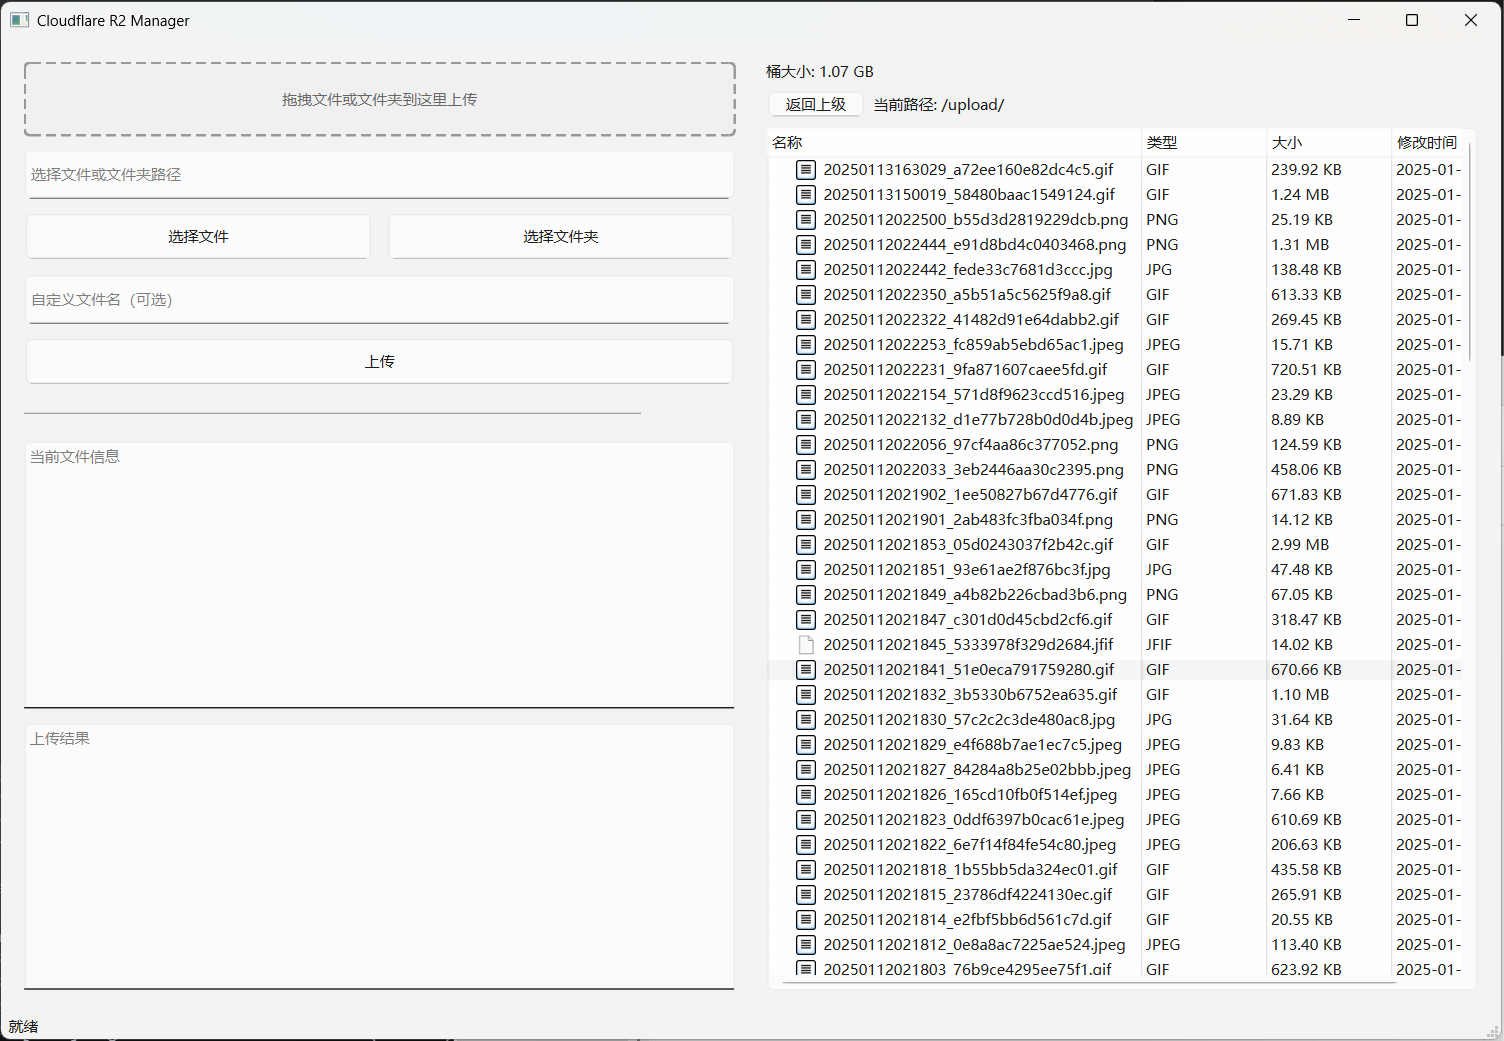 Cloudflare R2 Manager
拖拽文件或文件夹到这里上传
选择文件或文件夹路径
选择文件 选择文件夹
自定义文件名（可选）
上传
当前文件信息
上传结果
桶大小: 1.07 GB
返回上级 当前路径: /upload/
名称 类型 大小 修改时间
20250113163029_a72ee160e82dc4c5.gif GIF 239.92 KB 2025-01-
20250113150019_58480baac1549124.gif GIF 1.24 MB 2025-01-
20250112022500_b55d3d2819229dcb.png PNG 25.19 KB 2025-01-
20250112022444_e91d8bd4c0403468.png PNG 1.31 MB 2025-01-
20250112022442_fede33c7681d3ccc.jpg JPG 138.48 KB 2025-01-
20250112022350_a5b51a5c5625f9a8.gif GIF 613.33 KB 2025-01-
20250112022322_41482d91e64dabb2.gif GIF 269.45 KB 2025-01-
20250112022253_fc859ab5ebd65ac1.jpeg JPEG 15.71 KB 2025-01-
20250112022231_9fa871607caee5fd.gif GIF 720.51 KB 2025-01-
20250112022154_571d8f9623ccd516.jpeg JPEG 23.29 KB 2025-01-
20250112022132_d1e77b728b0d0d4b.jpeg JPEG 8.89 KB 2025-01-
20250112022056_97cf4aa86c377052.png PNG 124.59 KB 2025-01-
20250112022033_3eb2446aa30c2395.png PNG 458.06 KB 2025-01-
20250112021902_1ee50827b67d4776.gif GIF 671.83 KB 2025-01-
20250112021901_2ab483fc3fba034f.png PNG 14.12 KB 2025-01-
20250112021853_05d0243037f2b42c.gif GIF 2.99 MB 2025-01-
20250112021851_93e61ae2f876bc3f.jpg JPG 47.48 KB 2025-01-
20250112021849_a4b82b226cbad3b6.png PNG 67.05 KB 2025-01-
20250112021847_c301d0d45cbd2cf6.gif GIF 318.47 KB 2025-01-
20250112021845_5333978f329d2684.jfif JFIF 14.02 KB 2025-01-
20250112021841_51e0eca791759280.gif GIF 670.66 KB 2025-01-
20250112021832_3b5330b6752ea635.gif GIF 1.10 MB 2025-01-
20250112021830_57c2c2c3de480ac8.jpg JPG 31.64 KB 2025-01-
20250112021829_e4f688b7ae1ec7c5.jpeg JPEG 9.83 KB 2025-01-
20250112021827_84284a8b25e02bbb.jpeg JPEG 6.41 KB 2025-01-
20250112021826_165cd10fb0f514ef.jpeg JPEG 7.66 KB 2025-01-
20250112021823_0ddf6397b0cac61e.jpeg JPEG 610.69 KB 2025-01-
20250112021822_6e7f14f84fe54c80.jpeg JPEG 206.63 KB 2025-01-
20250112021818_1b55bb5da324ec01.gif GIF 435.58 KB 2025-01-
20250112021815_23786df4224130ec.gif GIF 265.91 KB 2025-01-
20250112021814_e2fbf5bb6d561c7d.gif GIF 20.55 KB 2025-01-
20250112021812_0e8a8ac7225ae524.jpeg JPEG 113.40 KB 2025-01-
20250112021803_76b9ce4295ee75f1.gif GIF 623.92 KB 2025-01-
就绪